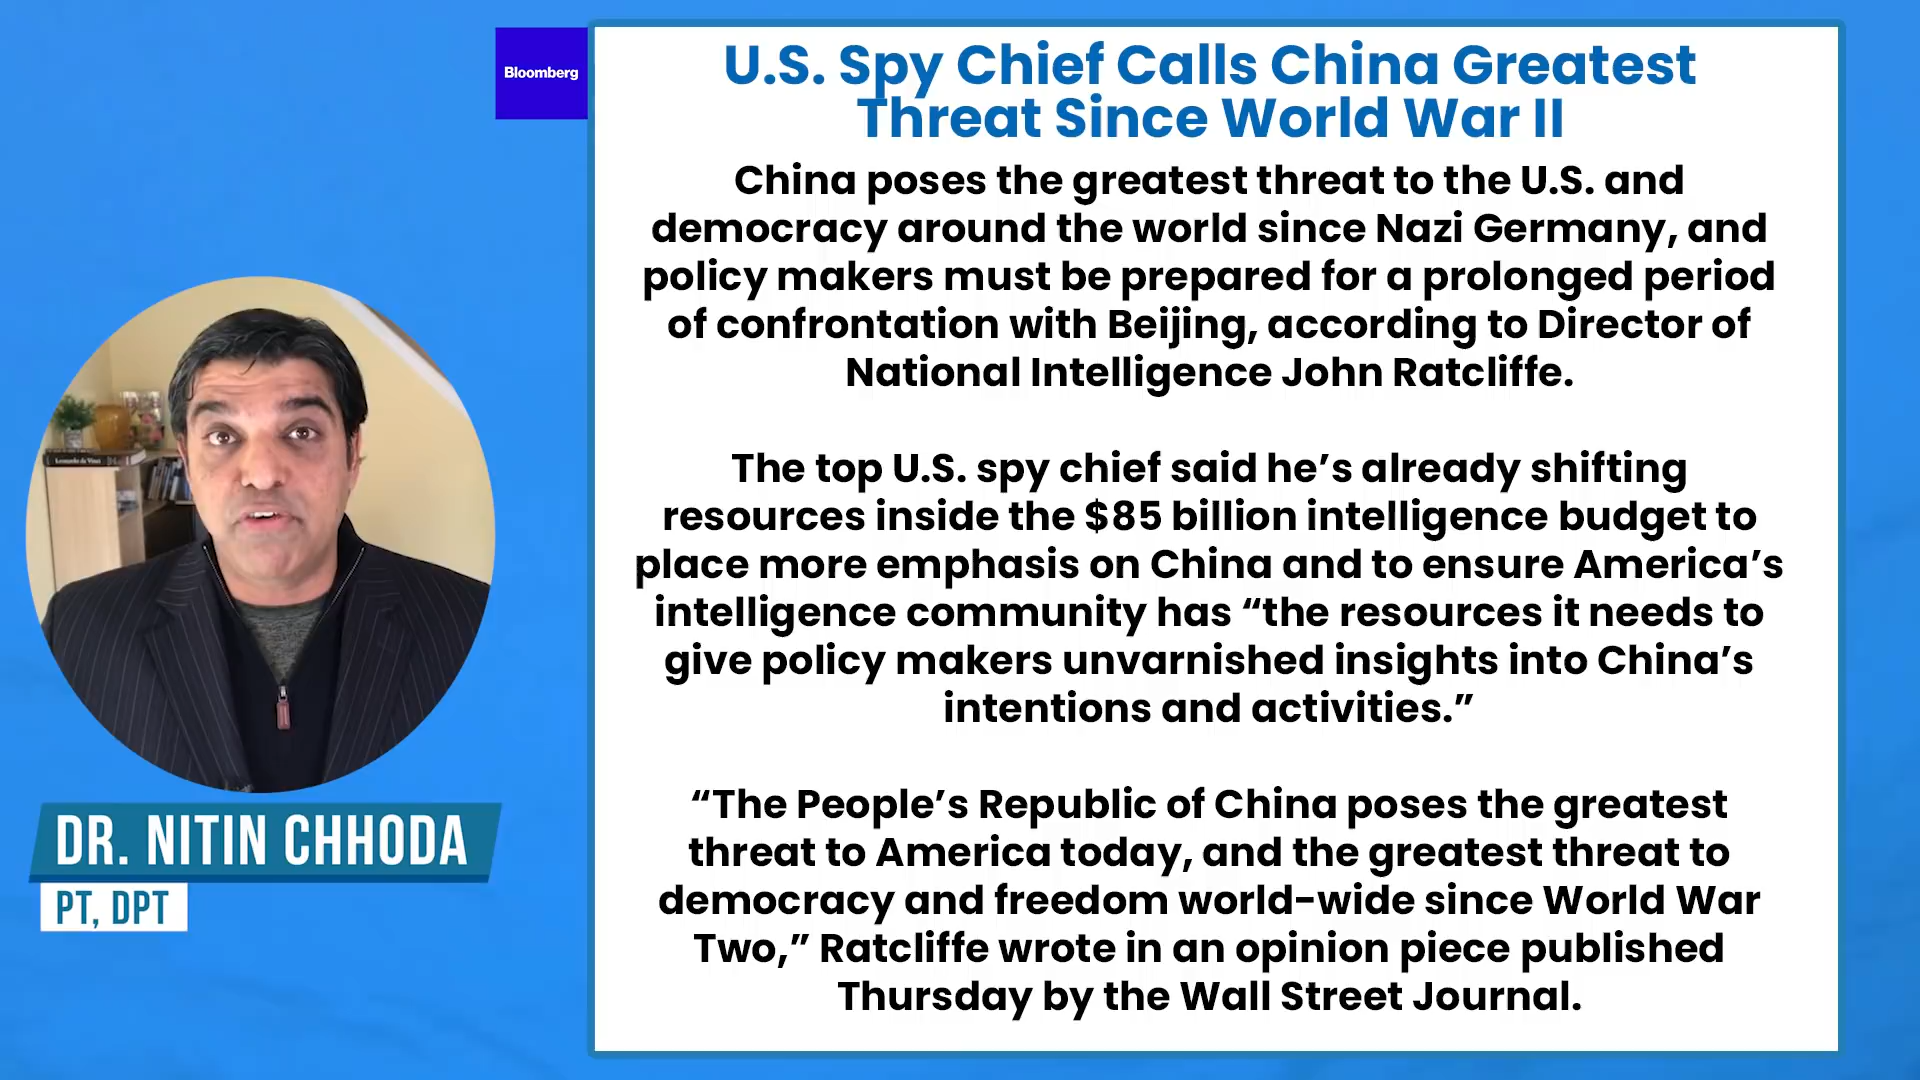 Bloomberg
U.S. Spy Chief Calls China Greatest
Threat Since World War II
China poses the greatest threat to the U.S. and
democracy around the world since Nazi Germany, and
policy makers must be prepared for a prolonged period
of confrontation with Beijing, according to Director of
National Intelligence John Ratcliffe.
The top U.S. spy chief said he’s already shifting
resources inside the $85 billion intelligence budget to
place more emphasis on China and to ensure America’s
intelligence community has “the resources it needs to
give policy makers unvarnished insights into China’s
intentions and activities.”
“The People’s Republic of China poses the greatest
threat to America today, and the greatest threat to
democracy and freedom world-wide since World War
Two,” Ratcliffe wrote in an opinion piece published
Thursday by the Wall Street Journal.
Leonardo da Vinci
DR. NITIN CHHODA
PT, DPT